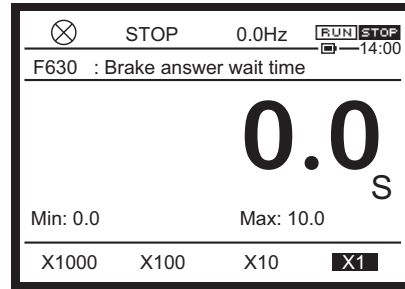 STOP 0.0Hz RUN STOP
14:00
F630 : Brake answer wait time
0.0
S
Min: 0.0 Max: 10.0
X1000 X100 X10 X1